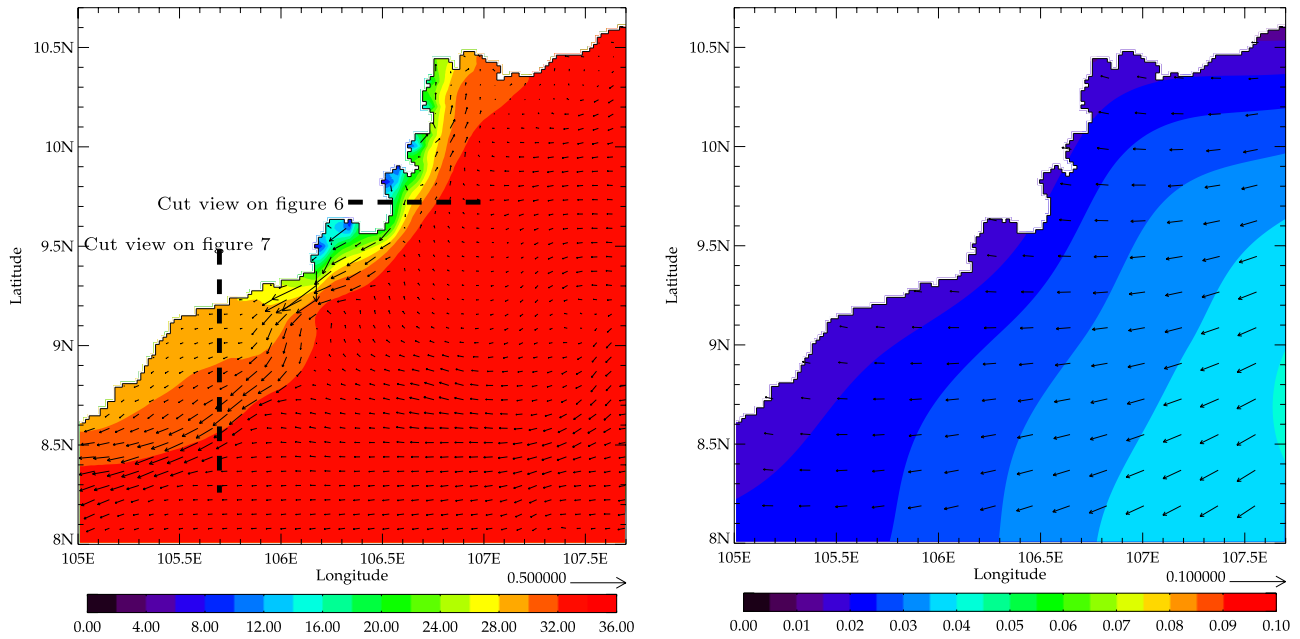 10.5N
10N
Cut view on figure 6
9.5N
Cut view on figure 7
Latitude
9N
8.5N
8N
105E 105.5E 106E 106.5E 107E 107.5E
Longitude
0.500000
0.00 4.00 8.00 12.00 16.00 20.00 24.00 28.00 32.00 36.00
10.5N
10N
9.5N
Latitude
9N
8.5N
8N
105E 105.5E 106E 106.5E 107E 107.5E
Longitude
0.100000
0.00 0.01 0.02 0.03 0.04 0.05 0.06 0.07 0.08 0.09 0.10